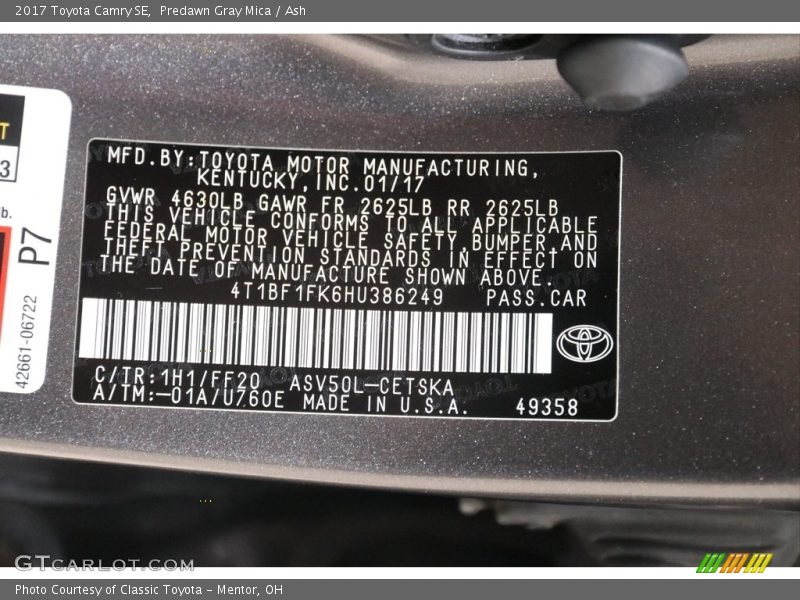 2017 Toyota Camry SE, Predawn Gray Mica / Ash
T
3
lb.
P7
42661-06722
MFD.BY:TOYOTA MOTOR MANUFACTURING,
KENTUCKY,INC.01/17
GVWR 4630LB GAWR FR 2625LB RR 2625LB
THIS VEHICLE CONFORMS TO ALL APPLICABLE
FEDERAL MOTOR VEHICLE SAFETY,BUMPER,AND
THEFT PREVENTION STANDARDS IN EFFECT ON
THE DATE OF MANUFACTURE SHOWN ABOVE.
4T1BF1FK6HU386249 PASS.CAR
C/TR:1H1/FF20 ASV50L-CETSKA
A/TM:-01A/U760E MADE IN U.S.A. 49358
GTCARLOT.COM
Photo Courtesy of Classic Toyota - Mentor, OH